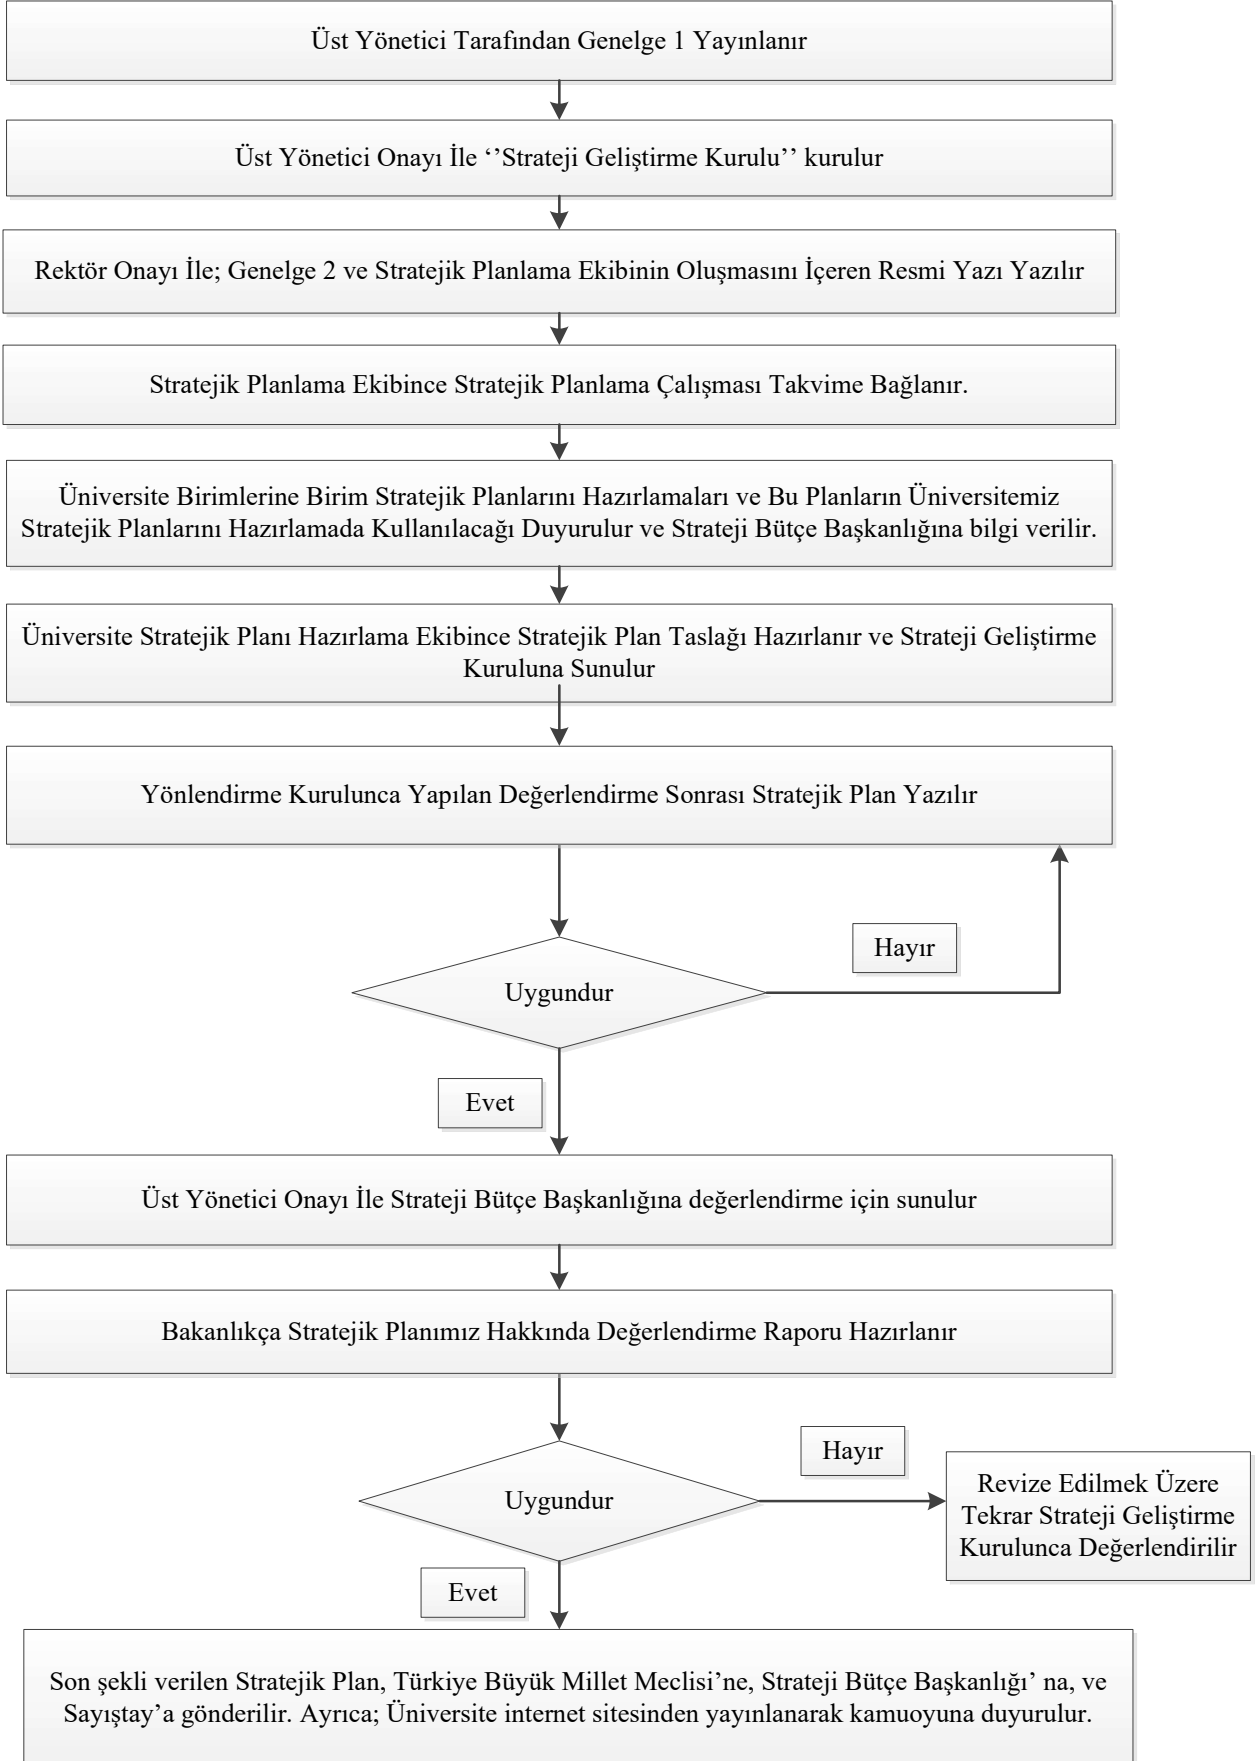 Üst Yönetici Tarafından Genelge 1 Yayınlanır
Üst Yönetici Onayı İle ‘’Strateji Geliştirme Kurulu’’ kurulur
Rektör Onayı İle; Genelge 2 ve Stratejik Planlama Ekibinin Oluşmasını İçeren Resmi Yazı Yazılır
Stratejik Planlama Ekibince Stratejik Planlama Çalışması Takvime Bağlanır.
Üniversite Birimlerine Birim Stratejik Planlarını Hazırlamaları ve Bu Planların Üniversitemiz
Stratejik Planlarını Hazırlamada Kullanılacağı Duyurulur ve Strateji Bütçe Başkanlığına bilgi verilir.
Üniversite Stratejik Planı Hazırlama Ekibince Stratejik Plan Taslağı Hazırlanır ve Strateji Geliştirme
Kuruluna Sunulur
Yönlendirme Kurulunca Yapılan Değerlendirme Sonrası Stratejik Plan Yazılır
Hayır
Uygundur
Evet
Üst Yönetici Onayı İle Strateji Bütçe Başkanlığına değerlendirme için sunulur
Bakanlıkça Stratejik Planımız Hakkında Değerlendirme Raporu Hazırlanır
Hayır
Uygundur
Revize Edilmek Üzere
Tekrar Strateji Geliştirme
Kurulunca Değerlendirilir
Evet
Son şekli verilen Stratejik Plan, Türkiye Büyük Millet Meclisi’ne, Strateji Bütçe Başkanlığı’ na, ve
Sayıştay’a gönderilir. Ayrıca; Üniversite internet sitesinden yayınlanarak kamuoyuna duyurulur.